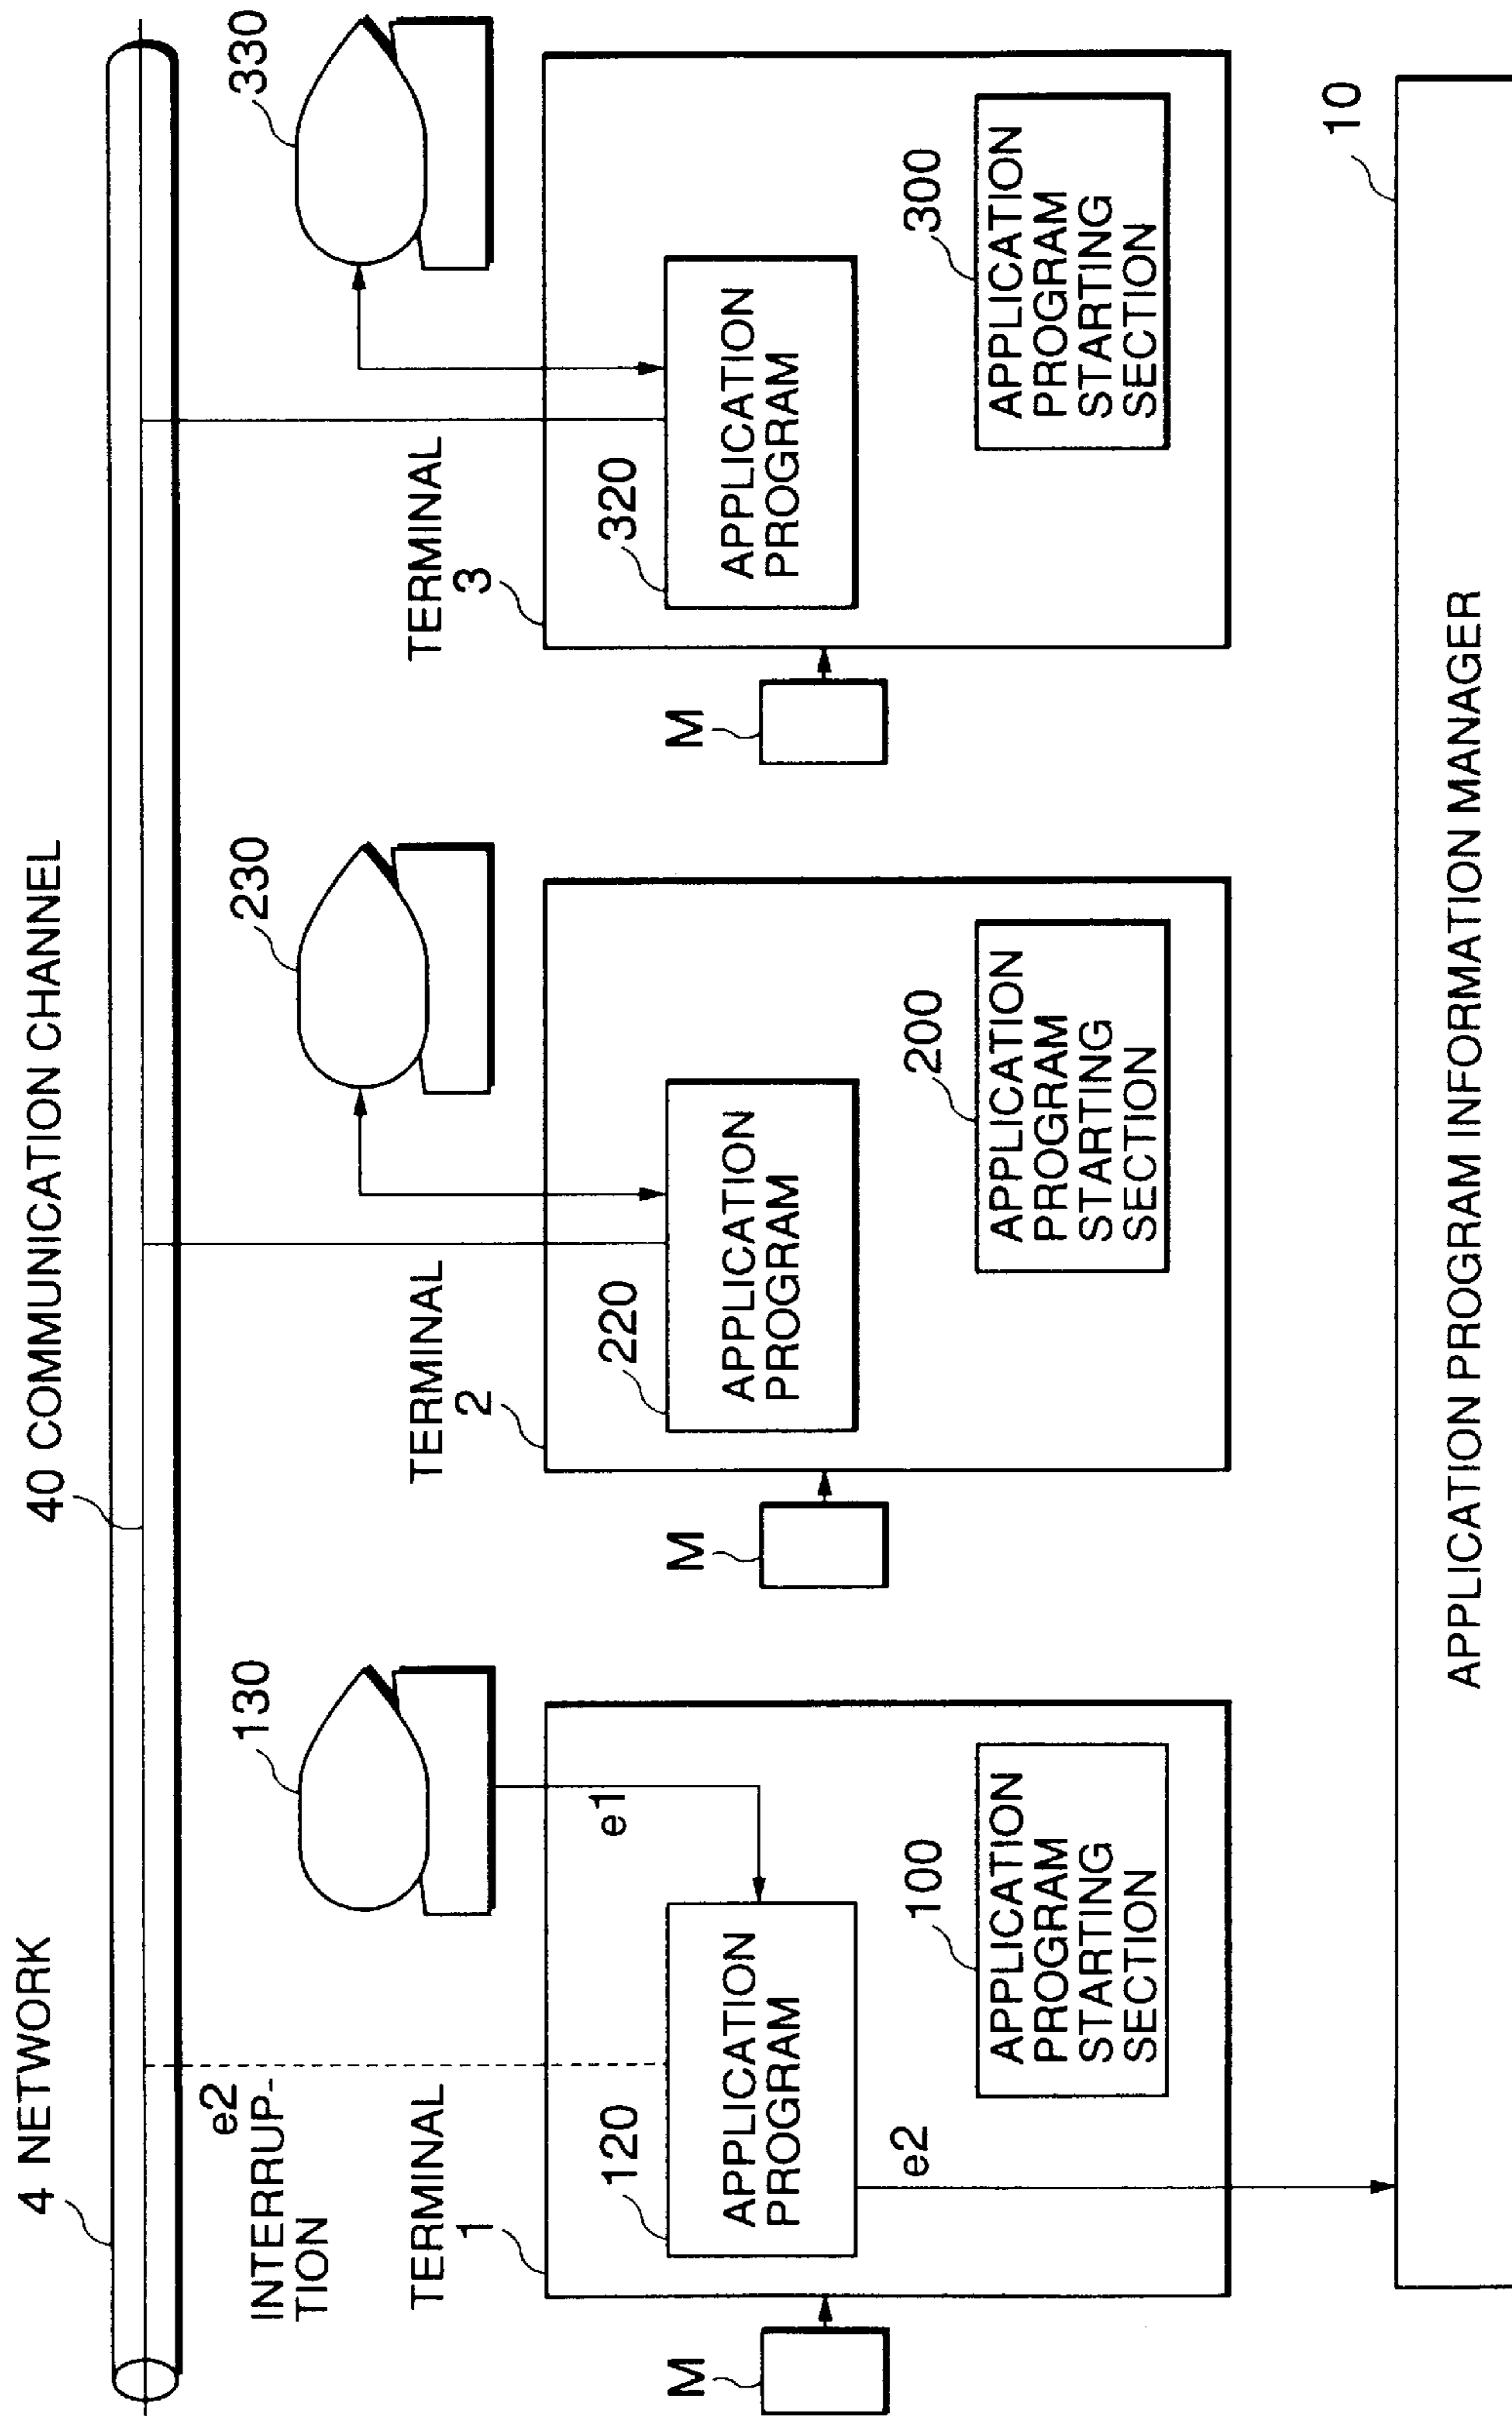 4 NETWORK
40 COMMUNICATION CHANNEL
e2
INTERRUP-
TION
130
230
330
TERMINAL
1
TERMINAL
2
TERMINAL
3
e1
120
APPLICATION
PROGRAM
220
APPLICATION
PROGRAM
320
APPLICATION
PROGRAM
M
M
M
e2
100
APPLICATION
PROGRAM
STARTING
SECTION
200
APPLICATION
PROGRAM
STARTING
SECTION
300
APPLICATION
PROGRAM
STARTING
SECTION
10
APPLICATION PROGRAM INFORMATION MANAGER